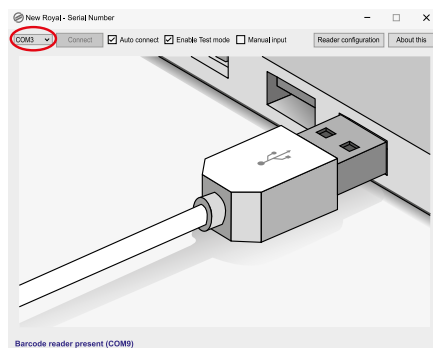 New Royal - Serial Number
COM3 Connect Auto connect Enable Test mode Manual input Reader configuration About this
Barcode reader present (COM9)